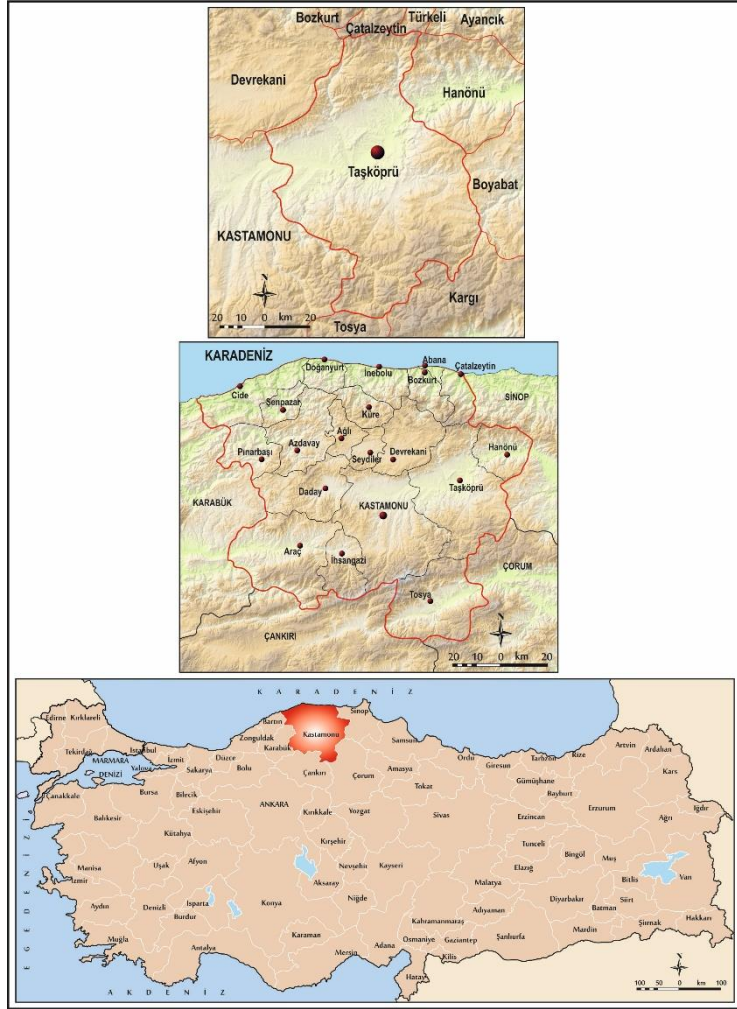 Bozkurt
Çatalzeytin
Türkeli
Ayancık
Devrekani
Hanönü
Taşköprü
Boyabat
KASTAMONU
Kargı
Tosya
N
20 10 0 km 20
KARADENİZ
Doğanyurt
İnebolu
Abana
Bozkurt
Çatalzeytin
Cide
Şenpazar
Küre
SİNOP
Ağlı
Pınarbaşı
Azdavay
Seydiler
Devrekani
Hanönü
KARABÜK
Daday
Taşköprü
KASTAMONU
Araç
İhsangazi
ÇORUM
Tosya
ÇANKIRI
N
20 10 0 km 20
K A R A D E N İ Z
Edirne
Kırklareli
Tekirdağ
İstanbul
MARMARA
DENİZİ
Yalova
İzmit
Sakarya
Düzce
Bolu
Zonguldak
Bartın
Karabük
Kastamonu
Sinop
Samsun
Ordu
Giresun
Trabzon
Rize
Artvin
Ardahan
Kars
Çanakkale
Bursa
Bilecik
Eskişehir
ANKARA
Çankırı
Kırıkkale
Çorum
Amasya
Tokat
Yozgat
Sivas
Gümüşhane
Bayburt
Erzincan
Erzurum
Ağrı
Iğdır
Balıkesir
Kütahya
Manisa
İzmir
Uşak
Afyon
Kırşehir
Nevşehir
Kayseri
Aksaray
Niğde
Konya
Tunceli
Bingöl
Muş
Elazığ
Malatya
Bitlis
Van
Siirt
Batman
Diyarbakır
Adıyaman
Kahramanmaraş
Aydın
Denizli
Isparta
Burdur
Muğla
Antalya
Karaman
Mersin
Adana
Osmaniye
Gaziantep
Kilis
Şanlıurfa
Mardin
Şırnak
Hakkari
Hatay
E G E D E N İ Z İ
A K D E N İ Z
N
100 50 0 km 100